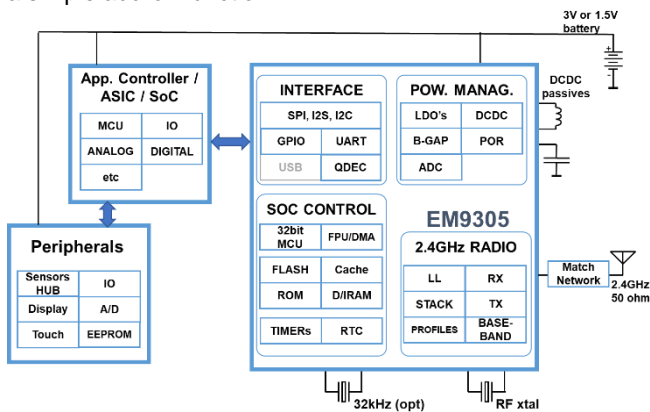 3V or 1.5V
battery
App. Controller /
ASIC / SoC
MCU
IO
ANALOG
DIGITAL
etc
Peripherals
Sensors
HUB
IO
Display
A/D
Touch
EEPROM
INTERFACE
SPI, I2S, I2C
GPIO
UART
USB
QDEC
POW. MANAG.
LDO's
DCDC
B-GAP
POR
ADC
DCDC
passives
SOC CONTROL
32bit
MCU
FPU/DMA
FLASH
Cache
ROM
D/IRAM
TIMERs
RTC
EM9305
2.4GHz RADIO
LL
RX
STACK
TX
PROFILES
BASE-
BAND
Match
Network
2.4GHz
50 ohm
32kHz (opt)
RF xtal